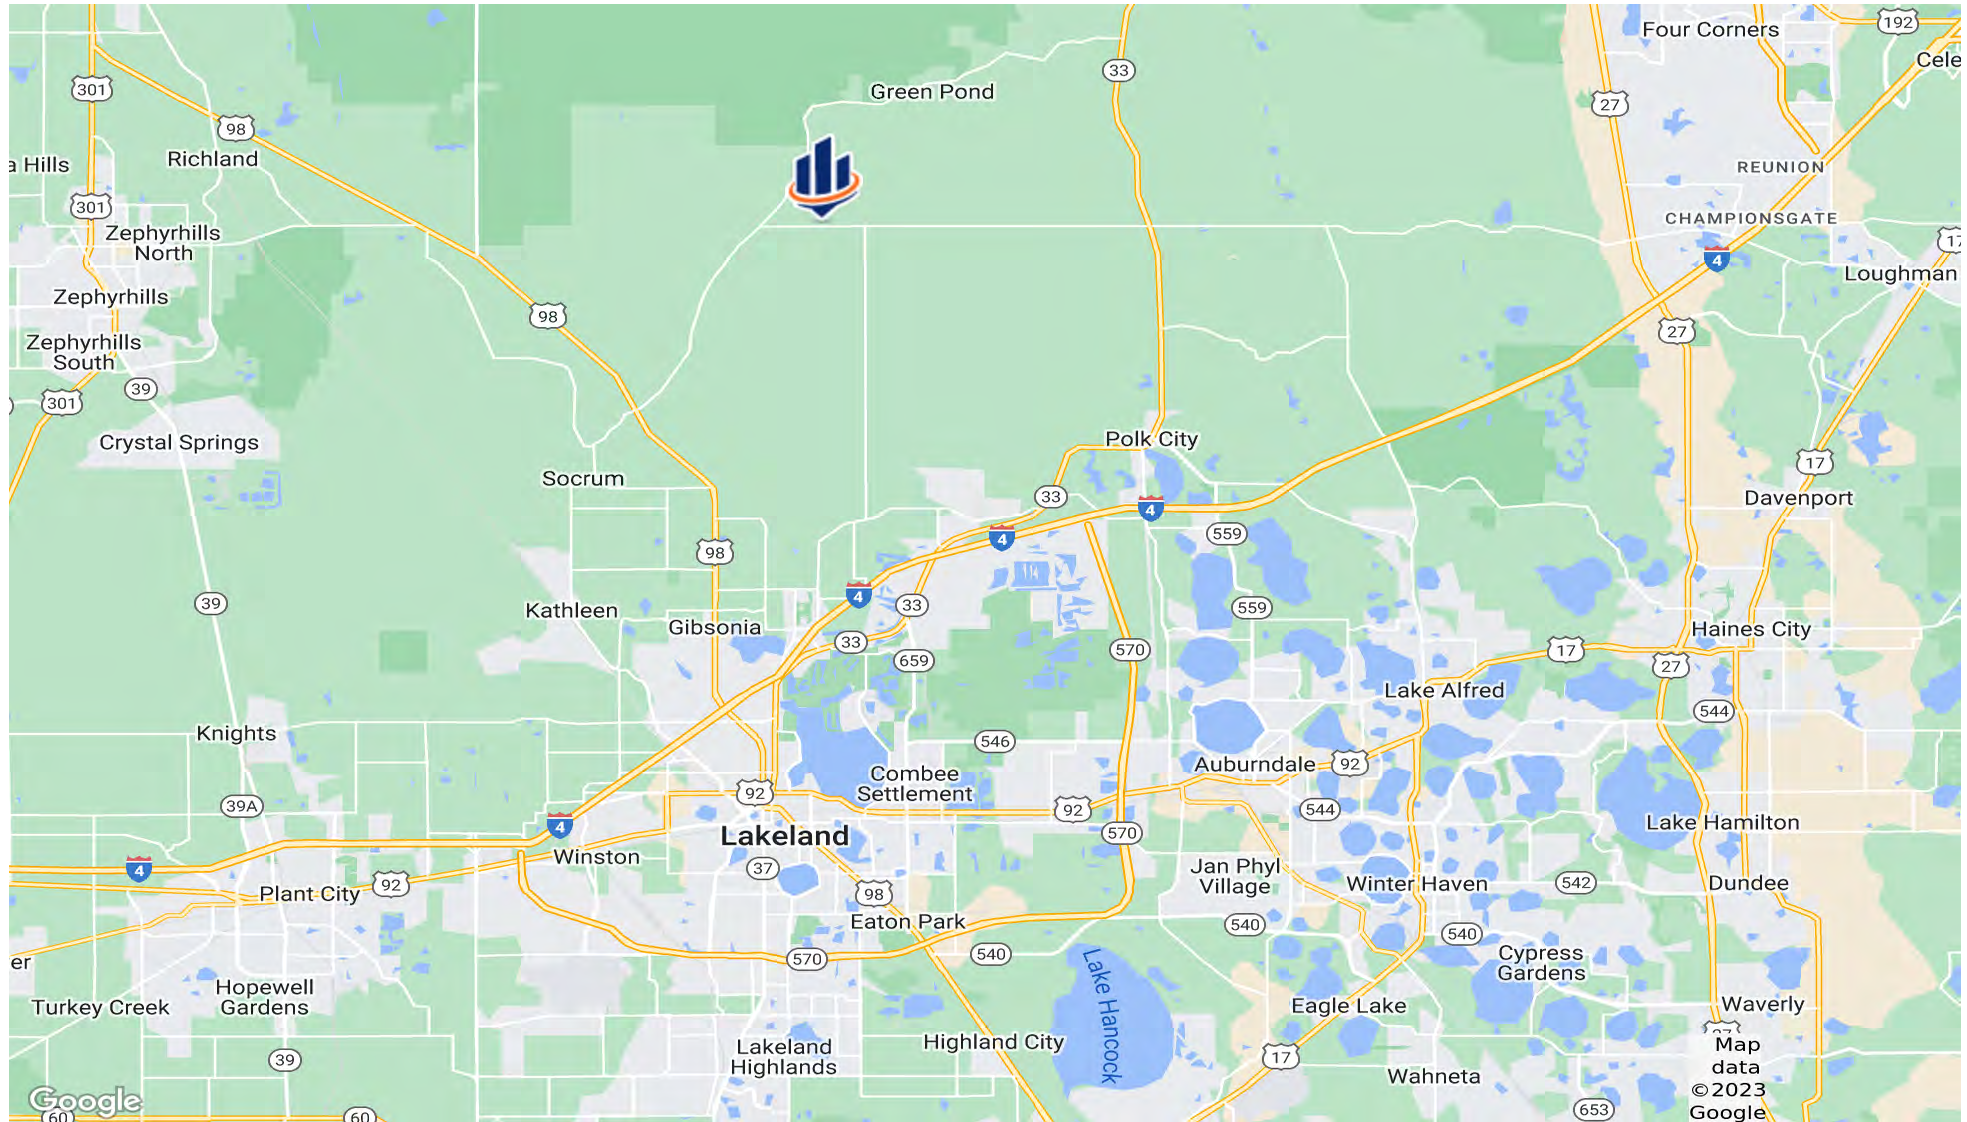 Four Corners
192
Cele
33
301
Green Pond
27
98
Richland
a Hills
REUNION
301
CHAMPIONSGATE
Zephyrhills
North
17
4
Loughman
Zephyrhills
98
27
Zephyrhills
South
39
301
Polk City
Crystal Springs
17
Socrum
33
Davenport
4
4
559
98
4
39
33
559
Kathleen
Gibsonia
Haines City
33
570
17
659
27
Lake Alfred
544
Knights
546
Auburndale
92
Combee
Settlement
92
39A
92
544
4
Lake Hamilton
Lakeland
570
Winston
4
37
Jan Phyl
Village
92
Plant City
98
Winter Haven
542
Dundee
Eaton Park
540
540
570
540
Cypress
Gardens
er
Lake Hancock
Hopewell
Gardens
Turkey Creek
Eagle Lake
Waverly
27
Highland City
Lakeland
Highlands
39
17
Wahneta
Map
data
©2023
Google
653
Google
60
60